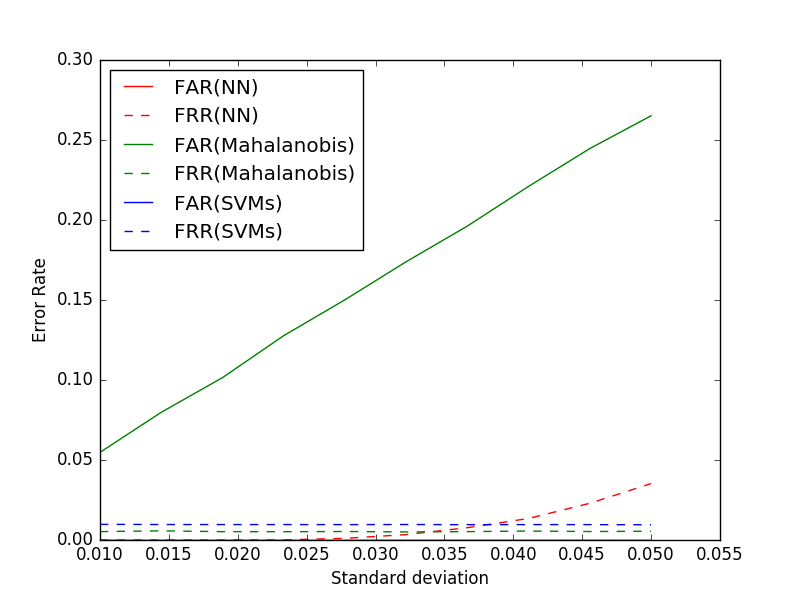 0.30
0.25
0.20
0.15
0.10
0.05
0.00
Error Rate
FAR(NN)
FRR(NN)
FAR(Mahalanobis)
FRR(Mahalanobis)
FAR(SVMs)
FRR(SVMs)
0.010 0.015 0.020 0.025 0.030 0.035 0.040 0.045 0.050 0.055
Standard deviation